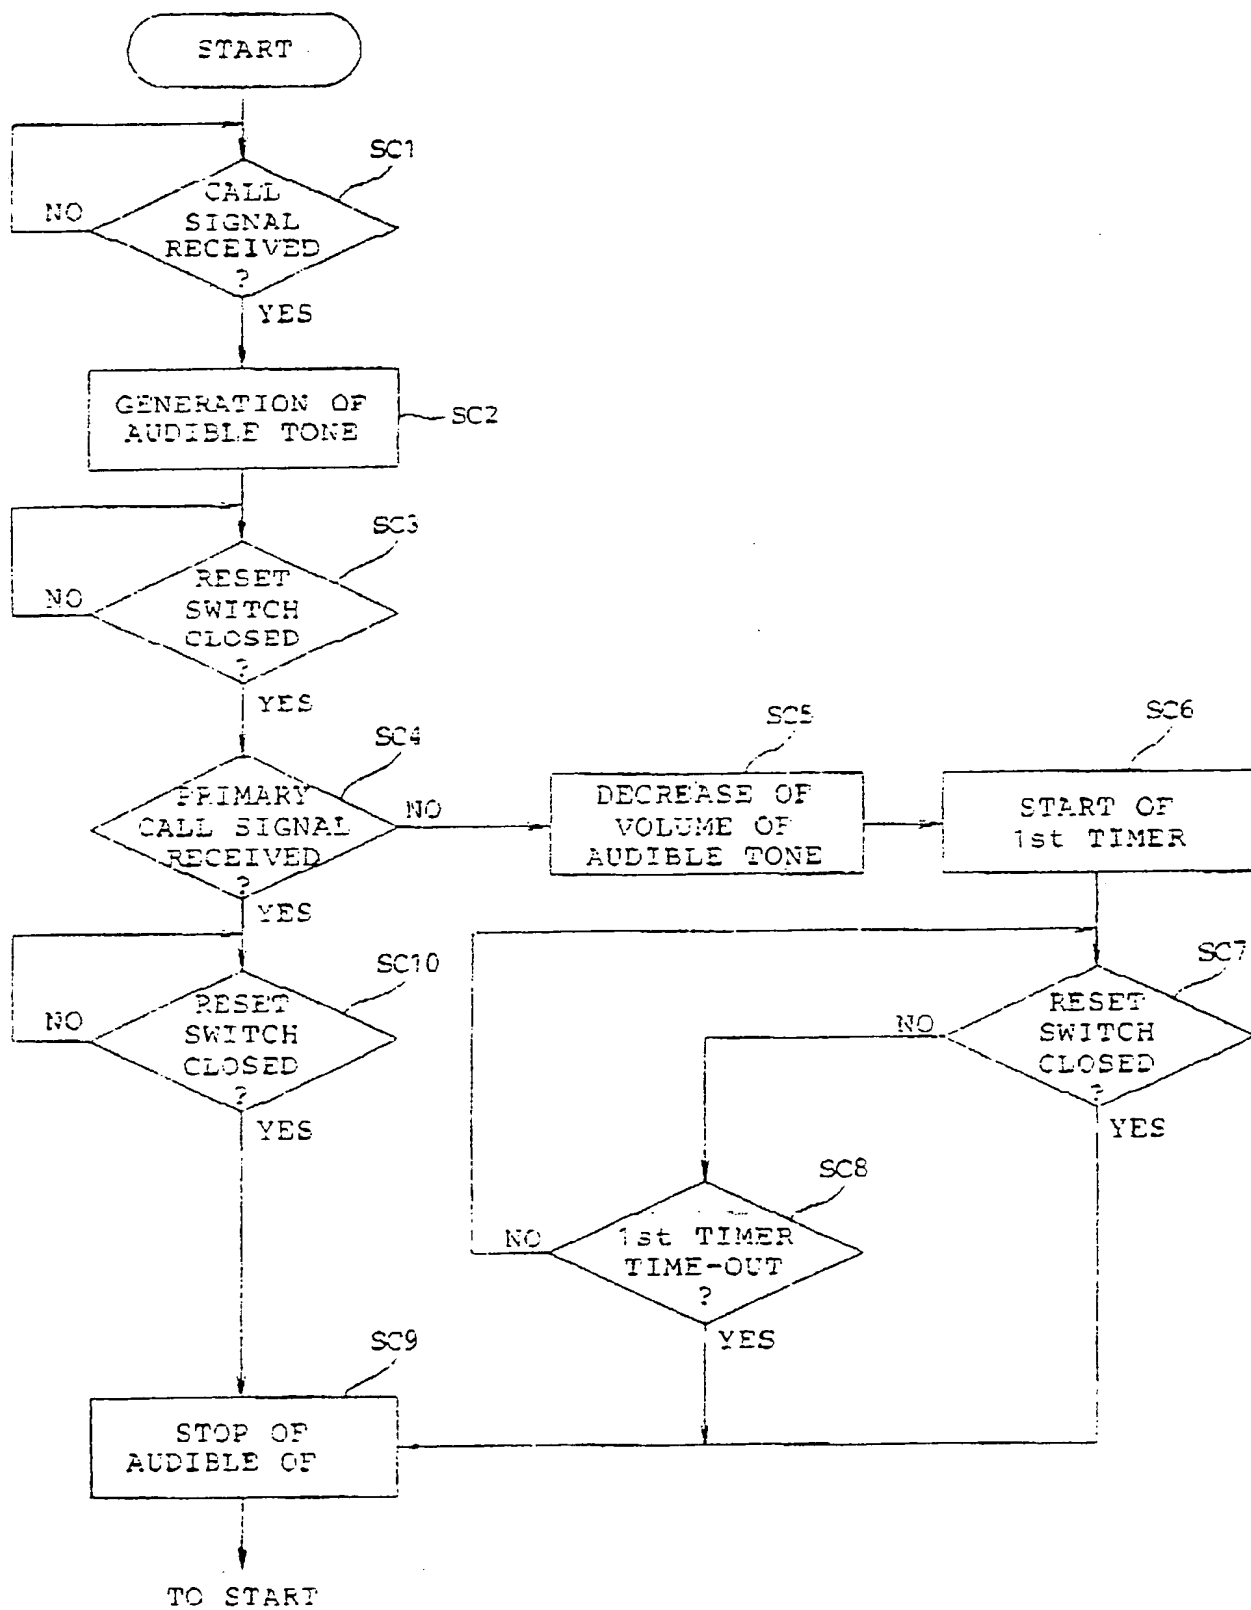 START
SC1
CALL
SIGNAL
RECEIVED
?
NO
YES
GENERATION OF
AUDIBLE TONE
SC2
SC3
RESET
SWITCH
CLOSED
?
NO
YES
SC4
PRIMARY
CALL SIGNAL
RECEIVED
?
NO
YES
SC5
DECREASE OF
VOLUME OF
AUDIBLE TONE
SC6
START OF
1st TIMER
SC10
RESET
SWITCH
CLOSED
?
NO
YES
SC7
RESET
SWITCH
CLOSED
?
NO
YES
SC8
1st TIMER
TIME-OUT
?
NO
YES
SC9
STOP OF
AUDIBLE OF
TO START